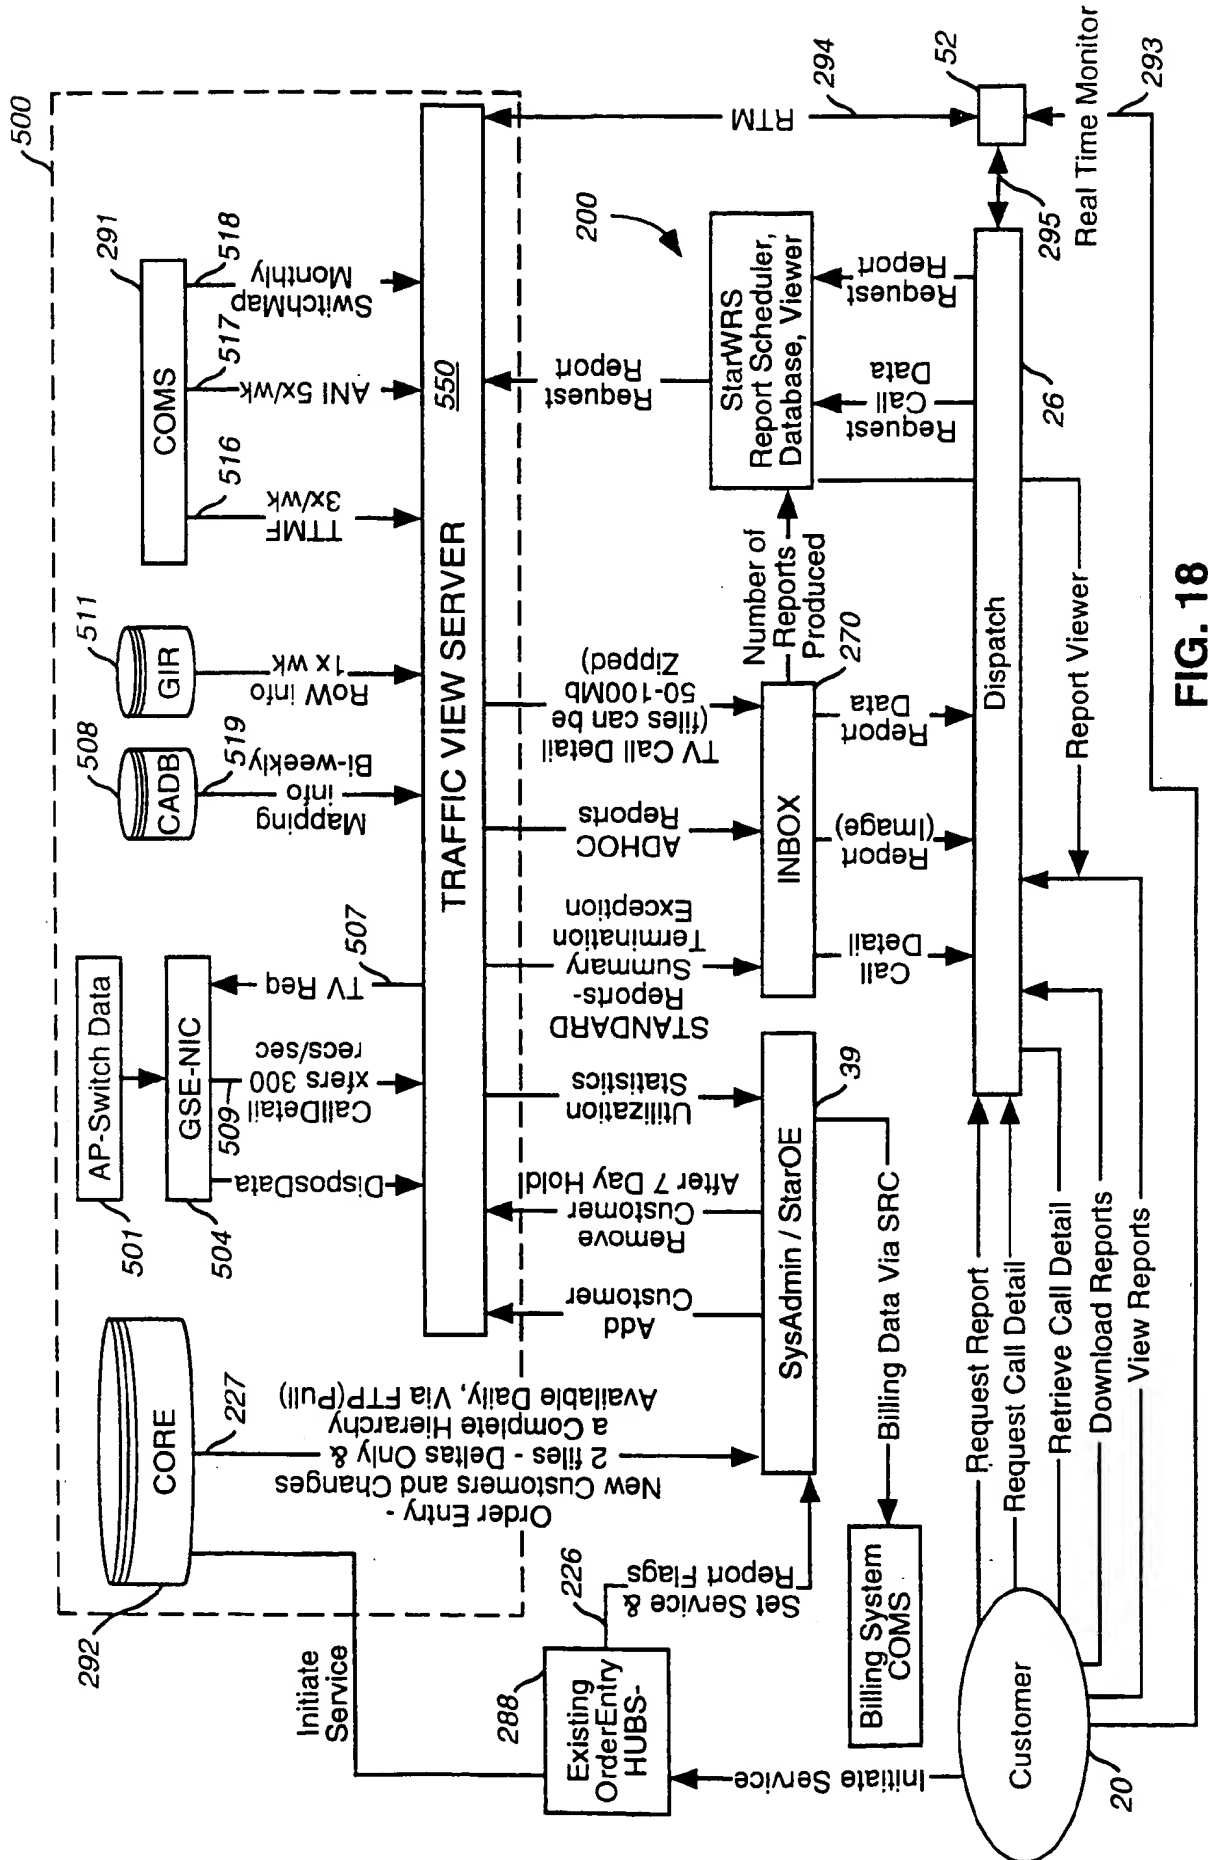 500
292
CORE
227
Order Entry -
New Customers and Changes
2 files - Deltas Only &
a Complete Hierarchy
Available Daily, Via FTP(Pull)
501
AP-Switch Data
504
GSE-NIC
DisposData
509
CallDetail
xfers 300
recs/sec
TV Req
507
508
CADB
519
Mapping
info
Bi-weekly
511
GIR
RoW info
1x wk
291
COMS
516
TTMF
3x/wk
517
ANI 5x/wk
518
SwitchMap
Monthly
TRAFFIC VIEW SERVER
550
Initiate
Service
288
Existing
OrderEntry
HUBS-
226
Set Service &
Report Flags
Add
Customer
Remove
Customer
After 7 Day Hold
Utilization
Statistics
STANDARD
Reports-
Summary
Termination
Exception
ADHOC
Reports
TV Call Detail
(files can be
50-100Mb
Zipped)
Request
Report
RTM
294
SysAdmin / StarOE
39
INBOX
270
Number of
Reports
Produced
200
StarWRS
Report Scheduler,
Database, Viewer
Billing Data Via SRC
Billing System
COMS
Call
Detail
Report
(Image)
Report
Data
Request
Call
Data
Request
Report
52
295
26
Dispatch
Initiate Service
Customer
20
Request Report
Request Call Detail
Retrieve Call Detail
Download Reports
View Reports
Report Viewer
Real Time Monitor
293
FIG. 18